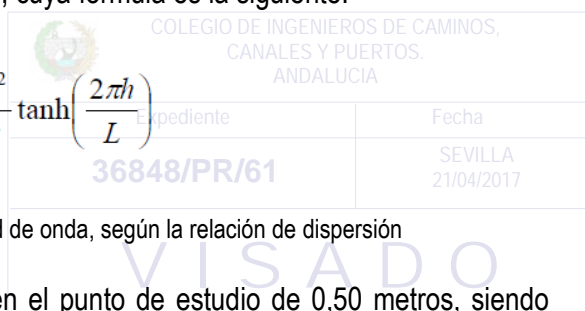 , cuya fórmula es la siguiente:
COLEGIO DE INGENIEROS DE CAMINOS,
CANALES Y PUERTOS.
ANDALUCIA
2
tanh(2πh/L)
Expediente Fecha
36848/PR/61 SEVILLA
21/04/2017
de onda, según la relación de dispersión
VISADO
en el punto de estudio de 0,50 metros, siendo